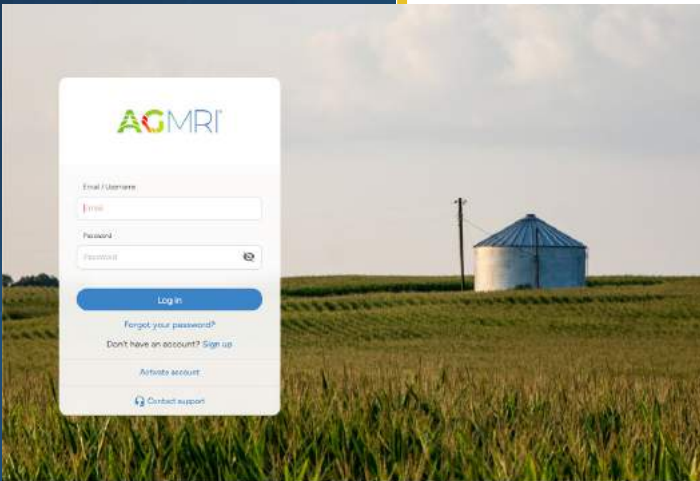 AGMRI
Email / Username
Email
Password
Password
Log in
Forgot your password?
Don't have an account? Sign up
Activate account
Contact support